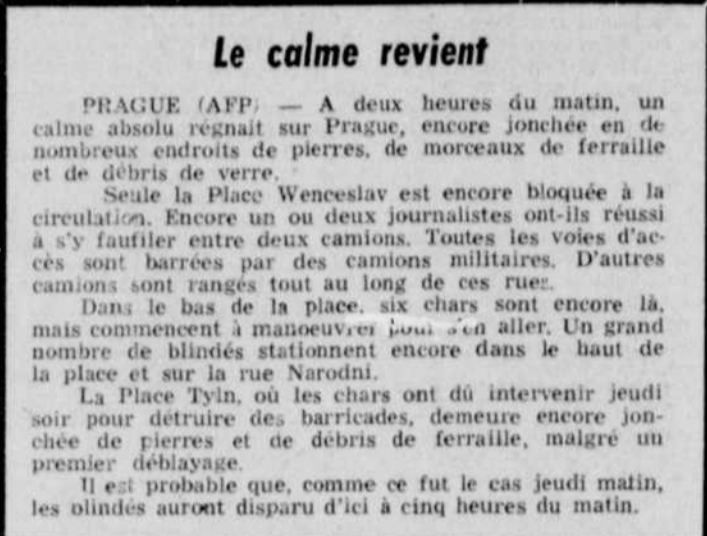 Le calme revient
PRAGUE (AFP) — A deux heures du matin, un
calme absolu régnait sur Prague, encore jonchée en de
nombreux endroits de pierres, de morceaux de ferraille
et de débris de verre.
Seule la Place Wenceslav est encore bloquée à la
circulation. Encore un ou deux journalistes ont-ils réussi
à s'y faufiler entre deux camions. Toutes les voies d'ac-
cès sont barrées par des camions militaires. D'autres
camions sont rangés tout au long de ces rues.
Dans le bas de la place, six chars sont encore là,
mais commencent à manoeuvrer pour s'en aller. Un grand
nombre de blindés stationnent encore dans le haut de
la place et sur la rue Narodni.
La Place Tyln, où les chars ont dû intervenir jeudi
soir pour détruire des barricades, demeure encore jon-
chée de pierres et de débris de ferraille, malgré un
premier déblayage.
Il est probable que, comme ce fut le cas jeudi matin,
les blindés auront disparu d'ici à cinq heures du matin.